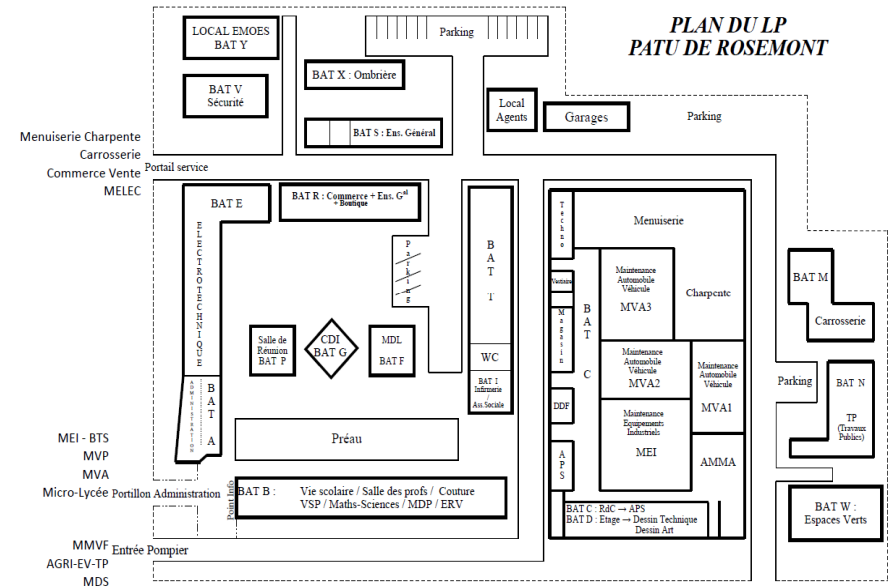 PLAN DU LP
PATU DE ROSEMONT
LOCAL EMOES
BAT Y
Parking
BAT X : Ombrière
BAT V
Sécurité
Local
Agents
Garages
Parking
BAT S : Ens. Général
Menuiserie Charpente
Carrosserie
Commerce Vente
MELEC
Portail service
BAT E
BAT R : Commerce + Ens. Gal
+ Boutique
ELECTROTECHNIQUE
Parking
BAT T
Techno
Menuiserie
Vestiaire
Magasin
BAT C
Maintenance
Automobile
Véhicule
MVA3
Charpente
BAT M
Carrosserie
Salle de
Réunion
BAT P
CDI
BAT G
MDL
BAT F
WC
BAT I
Infirmerie
/
Ass.Sociale
Maintenance
Automobile
Véhicule
MVA2
Maintenance
Automobile
Véhicule
MVA1
Parking
BAT N
TP
(Travaux
Publics)
ADMINISTRATION
BAT A
DDF
Maintenance
Equipements
Industriels
MEI
AMMA
Préau
APS
MEI - BTS
MVP
MVA
Micro-Lycée
Portillon Administration
Point Info
BAT B : Vie scolaire / Salle des profs / Couture
VSP / Maths-Sciences / MDP / ERV
BAT C : RdC → APS
BAT D : Etage → Dessin Technique
Dessin Art
BAT W :
Espaces Verts
MMVF
AGRI-EV-TP
MDS
Entrée Pompier